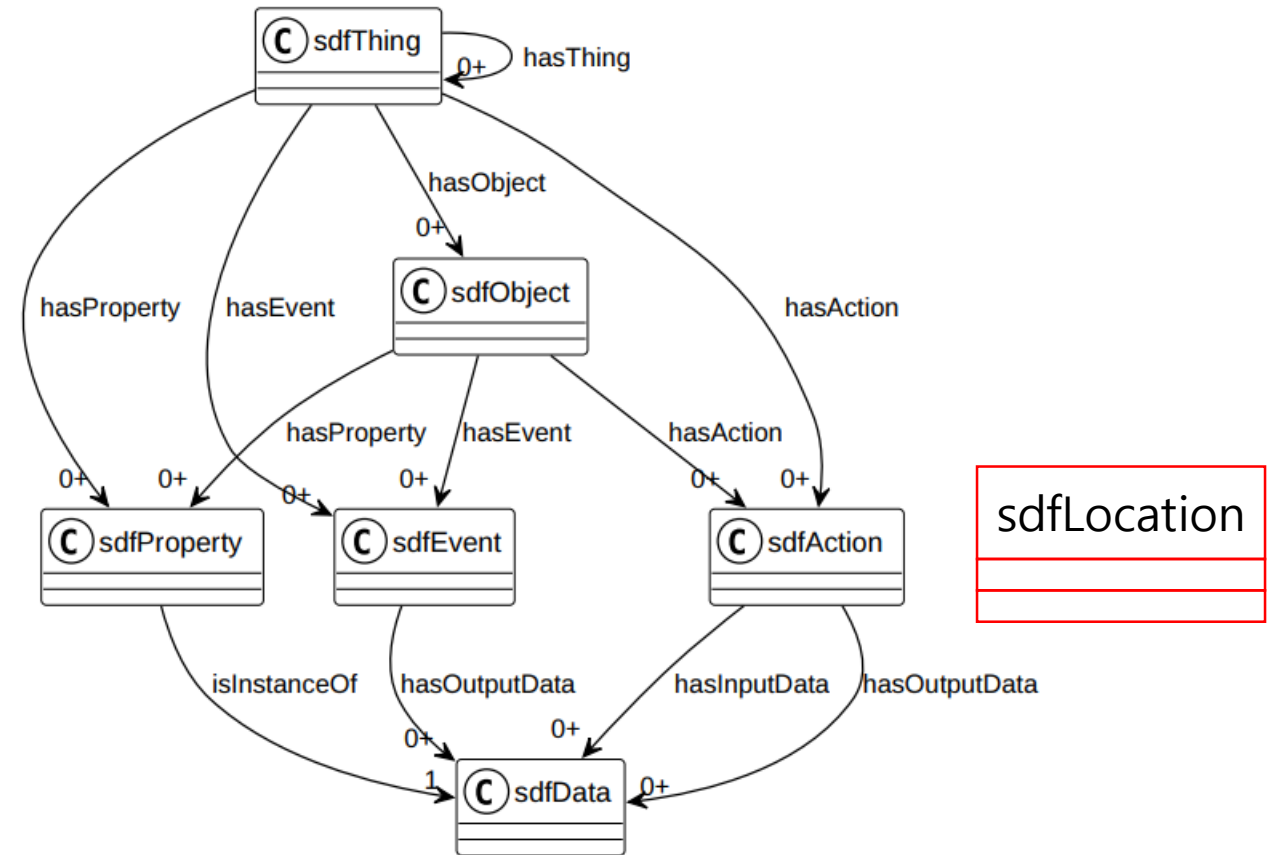 C sdfThing
hasThing
0+
hasObject
0+
C sdfObject
hasProperty
hasEvent
hasAction
hasProperty
hasEvent
hasAction
0+
0+
0+
0+
0+
0+
C sdfProperty
C sdfEvent
C sdfAction
sdfLocation
isInstanceOf
hasOutputData
hasInputData
hasOutputData
0+
0+
1
0+
C sdfData